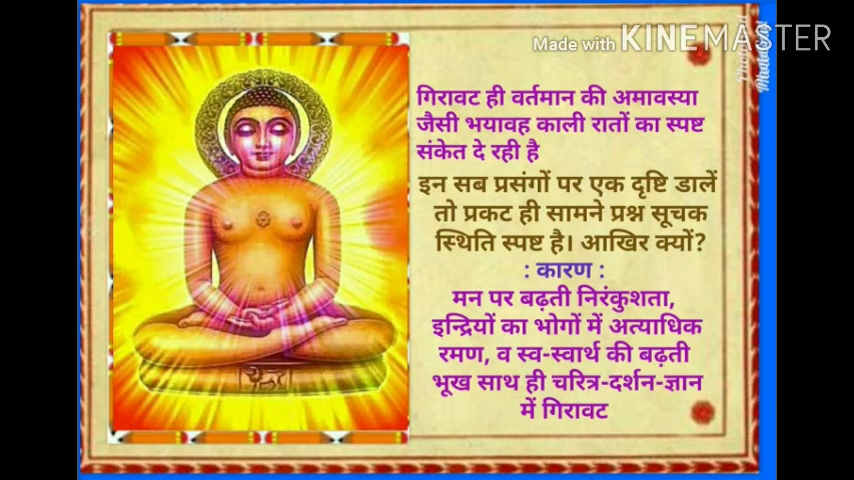 Made with KINEMASTER
गिरावट ही वर्तमान की अमावस्या
जैसी भयावह काली रातों का स्पष्ट
संकेत दे रही है
इन सब प्रसंगों पर एक दृष्टि डालें
तो प्रकट ही सामने प्रश्न सूचक
स्थिति स्पष्ट है। आखिर क्यों?
: कारण :
मन पर बढ़ती निरंकुशता,
इन्द्रियों का भोगों में अत्याधिक
रमण, व स्व-स्वार्थ की बढ़ती
भूख साथ ही चरित्र-दर्शन-ज्ञान
में गिरावट